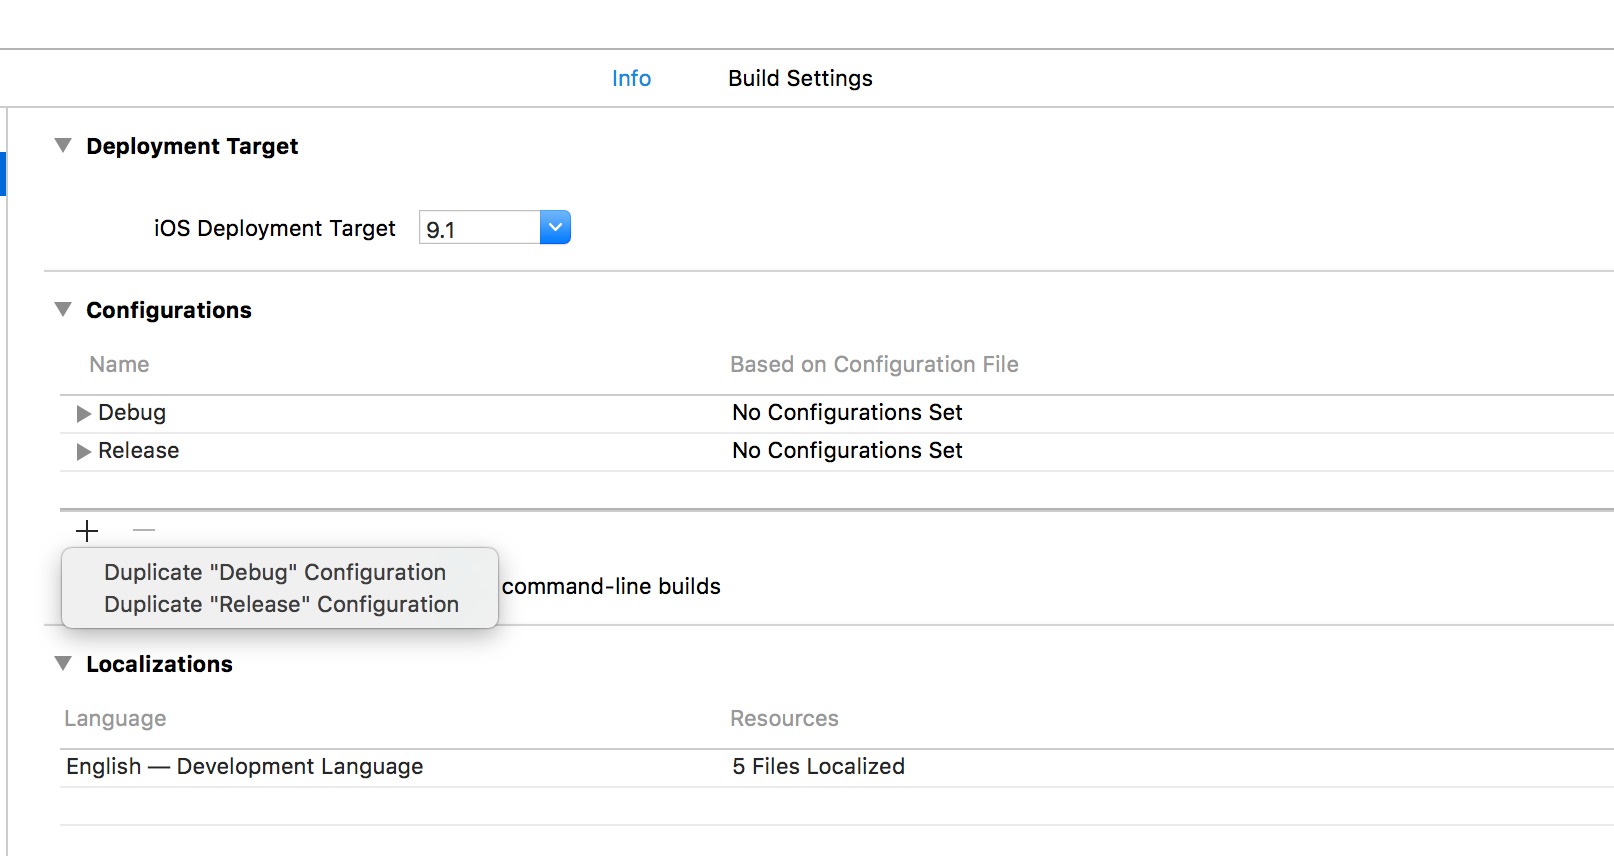 Info Build Settings
Deployment Target
iOS Deployment Target 9.1
Configurations
Name Based on Configuration File
Debug No Configurations Set
Release No Configurations Set
Duplicate "Debug" Configuration
command-line builds
Duplicate "Release" Configuration
Localizations
Language Resources
English — Development Language 5 Files Localized